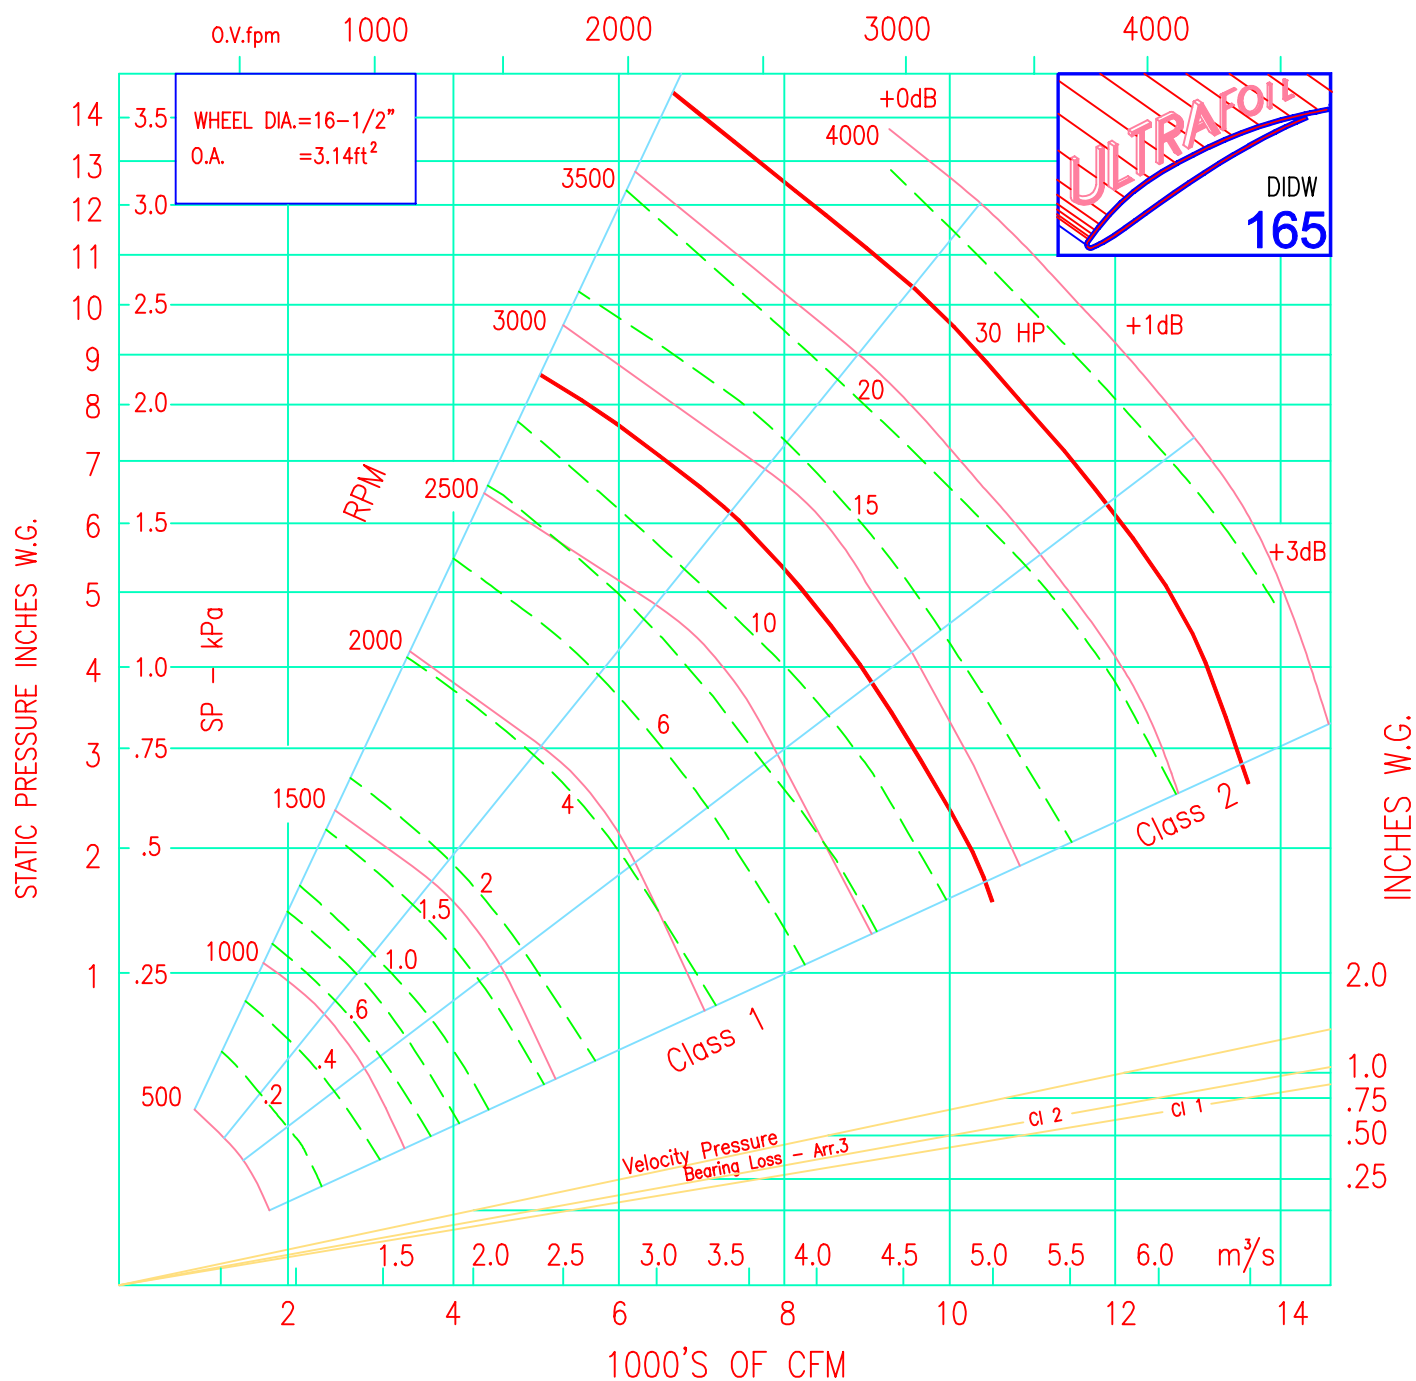 O.V.fpm 1000 2000 3000 4000
WHEEL DIA.=16-1/2"
O.A. =3.14ft²
ULTRAFOIL
DIDW
165
+0dB
+1dB
+3dB
STATIC PRESSURE INCHES W.G.
14
13
12
11
10
9
8
7
6
5
4
3
2
1
SP - kPa
3.5
3.0
2.5
2.0
1.5
1.0
.75
.5
.25
RPM
4000
3500
3000
2500
2000
1500
1000
500
30 HP
20
15
10
6
4
2
1.5
1.0
.6
.4
.2
Class 2
Class 1
INCHES W.G.
2.0
1.0
.75
.50
.25
Velocity Pressure
Bearing Loss - Arr.3
Cl 2
Cl 1
1.5 2.0 2.5 3.0 3.5 4.0 4.5 5.0 5.5 6.0 m³/s
2 4 6 8 10 12 14
1000'S OF CFM